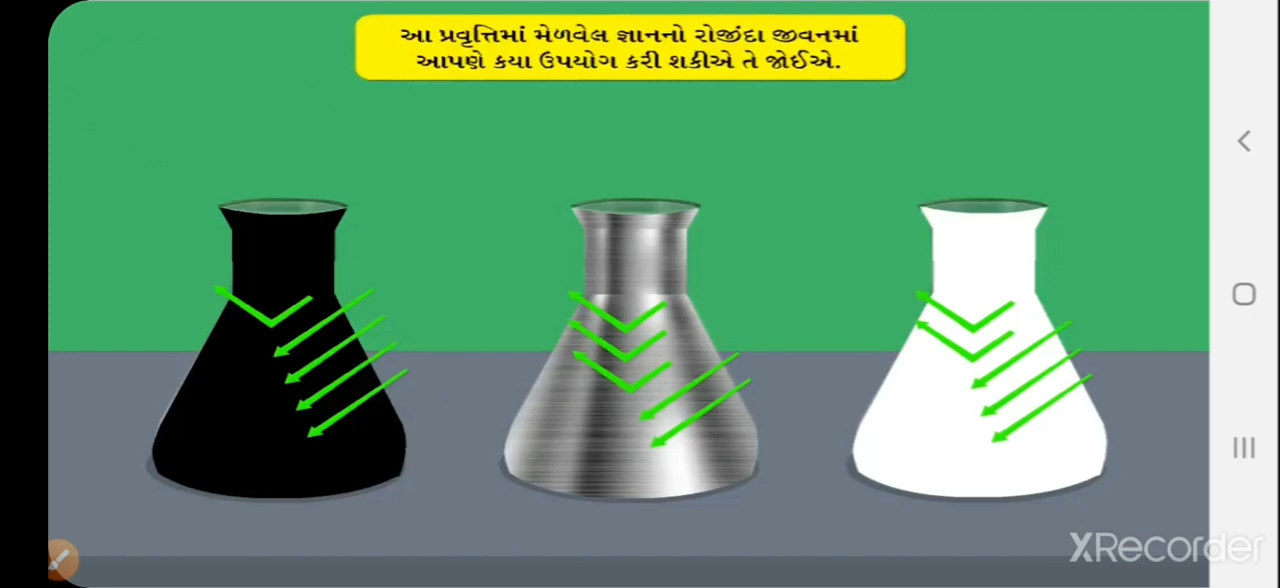 આ પ્રવૃત્તિમાં મેળવેલ જ્ઞાનનો રોજીંદા જીવનમાં
આપણે કયા ઉપયોગ કરી શકીએ તે જોઈએ.
XRecorder